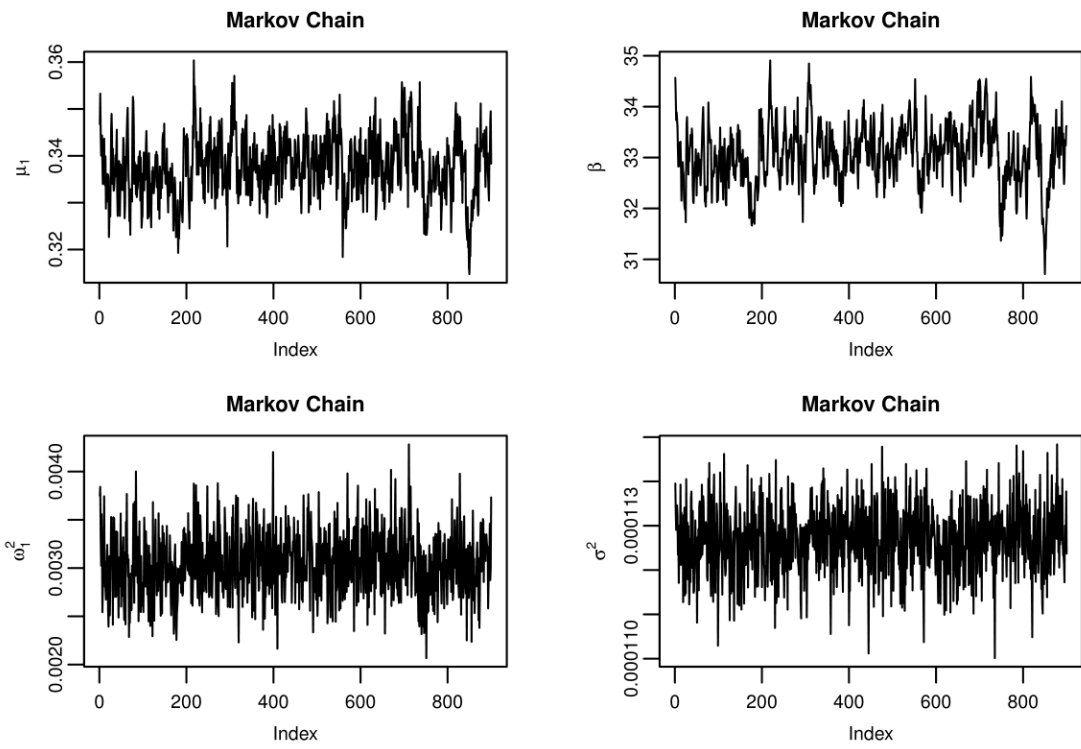 Markov Chain
μ₁
0.36
0.34
0.32
0 200 400 600 800
Index
Markov Chain
β
35
34
33
32
31
0 200 400 600 800
Index
Markov Chain
ω₁²
0.0040
0.0030
0.0020
0 200 400 600 800
Index
Markov Chain
σ²
0.000113
0.000110
0 200 400 600 800
Index